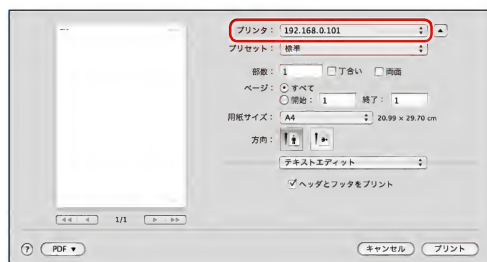 プリンタ： 192.168.0.101
プリセット： 標準
部数： 1 丁合い 両面
ページ： すべて
開始： 1 終了： 1
用紙サイズ： A4 20.99 × 29.70 cm
方向：
テキストエディット
ヘッダとフッタをプリント
1/1
? PDF ▼ キャンセル プリント